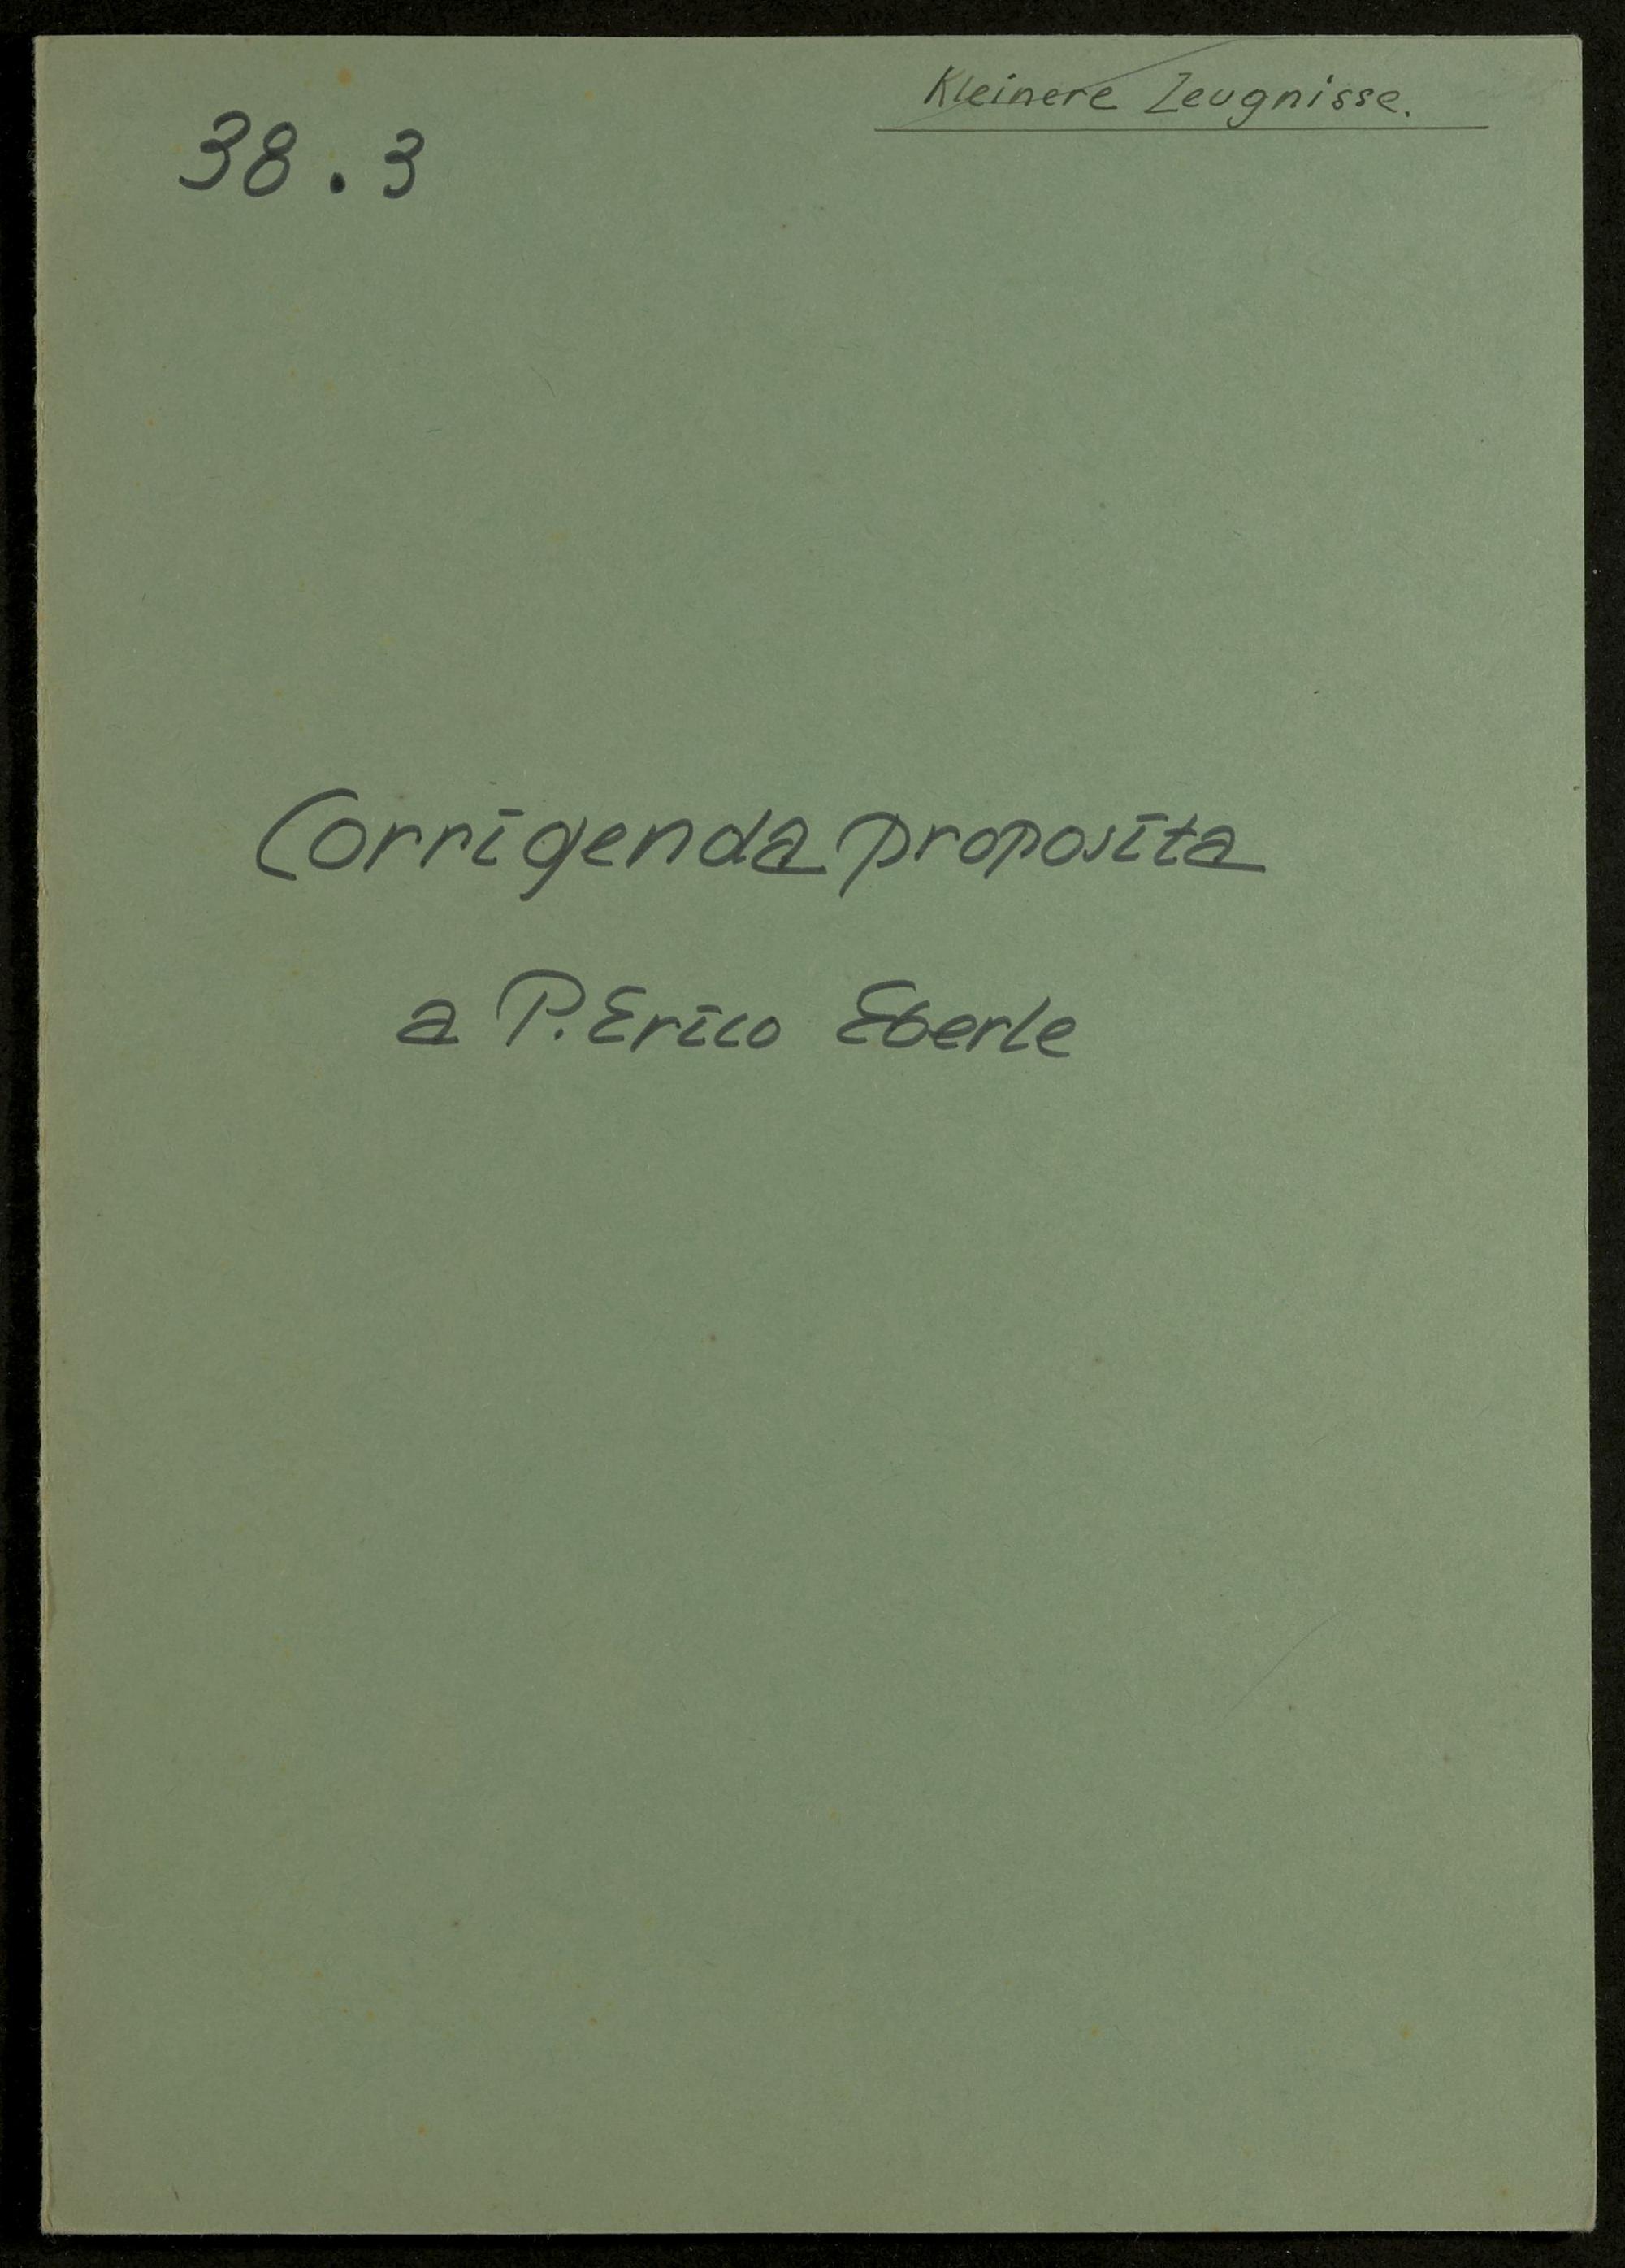 Kleinere Zeugnisse.
38.3
Corrigenda proposita
a P. Erico Eberle